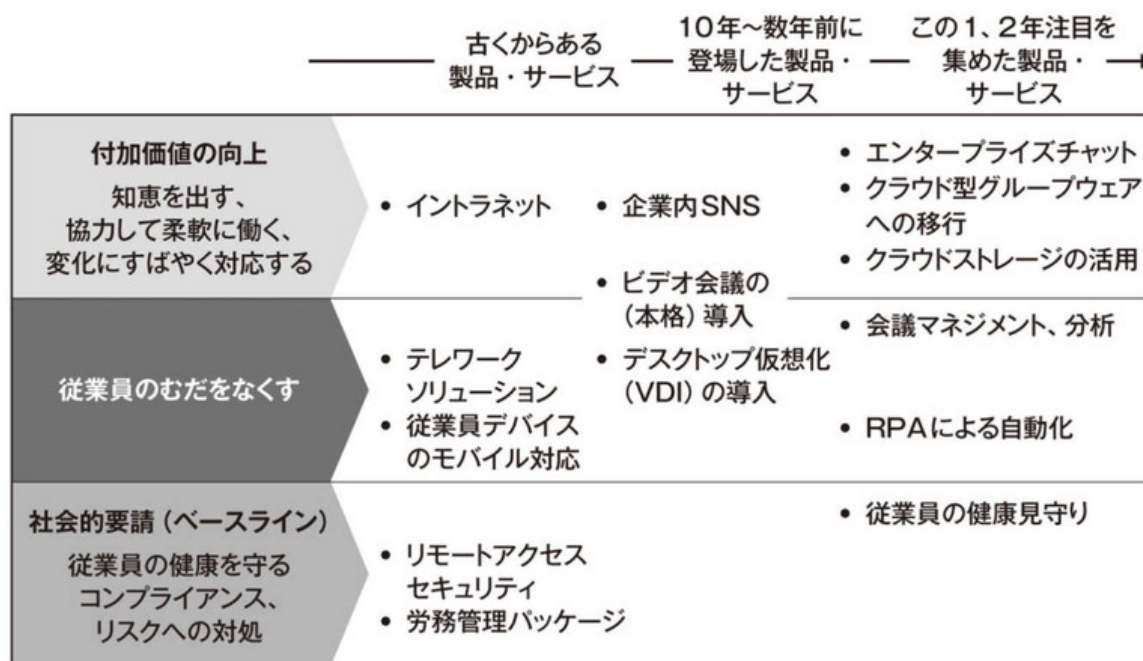 古くからある
製品・サービス
10年〜数年前に
登場した製品・
サービス
この1、2年注目を
集めた製品・
サービス
付加価値の向上
知恵を出す、
協力して柔軟に働く、
変化にすばやく対応する
• イントラネット
• 企業内SNS
• ビデオ会議の
(本格)導入
• エンタープライズチャット
• クラウド型グループウェア
への移行
• クラウドストレージの活用
従業員のむだをなくす
• テレワーク
ソリューション
• 従業員デバイス
のモバイル対応
• デスクトップ仮想化
(VDI)の導入
• 会議マネジメント、分析
• RPAによる自動化
社会的要請(ベースライン)
従業員の健康を守る
コンプライアンス、
リスクへの対処
• リモートアクセス
セキュリティ
• 労務管理パッケージ
• 従業員の健康見守り